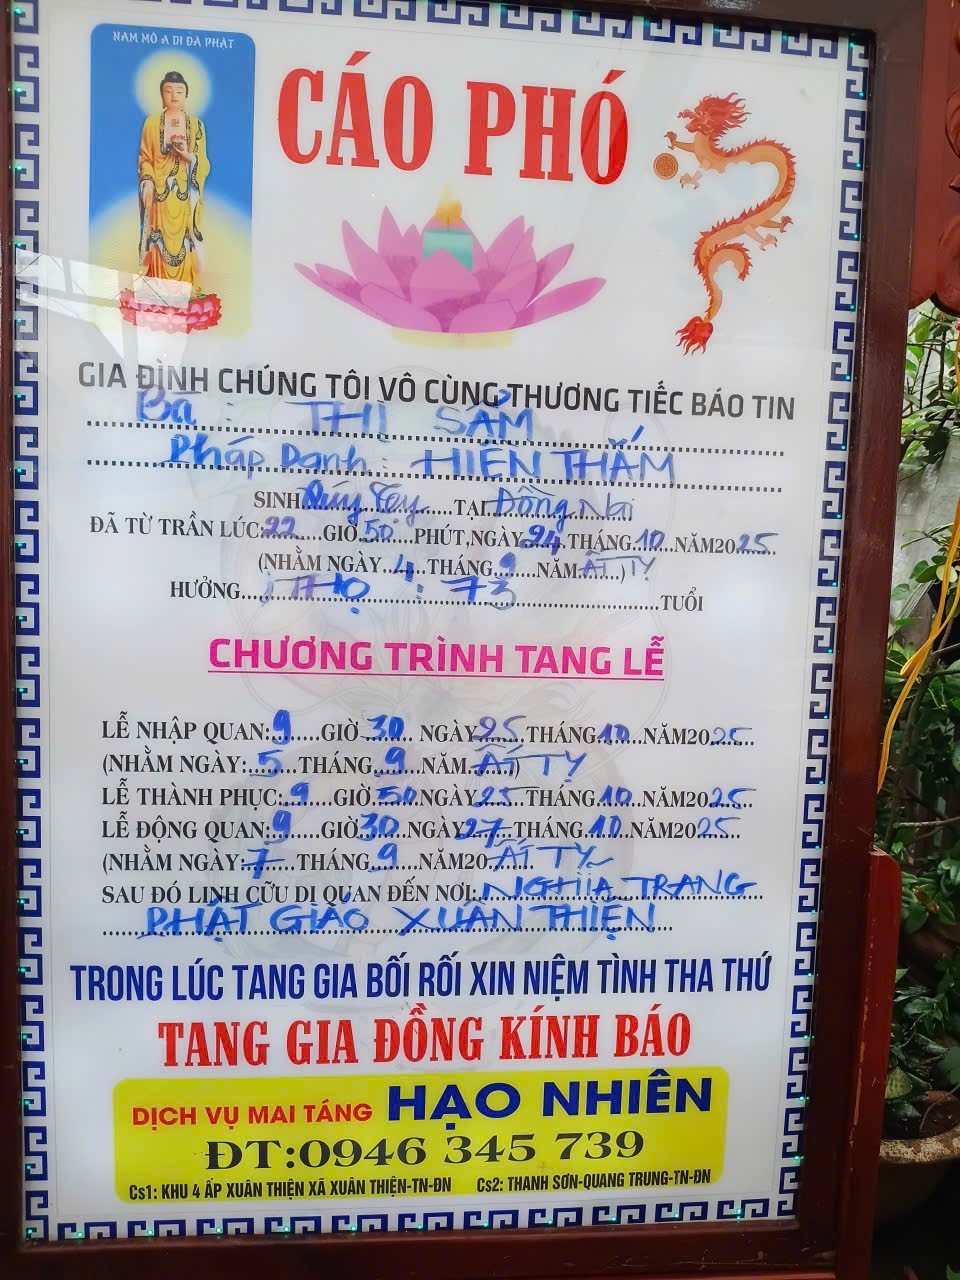 NAM MÔ A DI ĐÀ PHẬT
CÁO PHÓ
GIA ĐÌNH CHÚNG TÔI VÔ CÙNG THƯƠNG TIẾC BÁO TIN
Bà : THỊ SẮM
Pháp Danh : HIỀN THẮM
SINH Qúy Tỵ TẠI Đồng Nai
ĐÃ TỪ TRẦN LÚC: 22 GIỜ 50 PHÚT, NGÀY 24 THÁNG 10 NĂM 2025
(NHẰM NGÀY 4 THÁNG 9 NĂM ẤT TỴ)
HƯỞNG THỌ : 73 TUỔI
CHƯƠNG TRÌNH TANG LỄ
LỄ NHẬP QUAN: 9 GIỜ 30 NGÀY 25 THÁNG 10 NĂM 2025
(NHẰM NGÀY: 5 THÁNG 9 NĂM ẤT TỴ)
LỄ THÀNH PHỤC: 9 GIỜ 50 NGÀY 25 THÁNG 10 NĂM 2025
LỄ ĐỘNG QUAN: 9 GIỜ 30 NGÀY 27 THÁNG 10 NĂM 2025
(NHẰM NGÀY 7 THÁNG 9 NĂM 20 ẤT TỴ
SAU ĐÓ LINH CỮU DI QUAN ĐẾN NƠI: NGHĨA TRANG
PHẬT GIÁO XUÂN THIỆN
TRONG LÚC TANG GIA BỐI RỐI XIN NIỆM TÌNH THA THỨ
TANG GIA ĐỒNG KÍNH BÁO
DỊCH VỤ MAI TÁNG HẠO NHIÊN
ĐT:0946 345 739
Cs1: KHU 4 ẤP XUÂN THIỆN XÃ XUÂN THIỆN-TN-ĐN Cs2: THANH SƠN-QUANG TRUNG-TN-ĐN